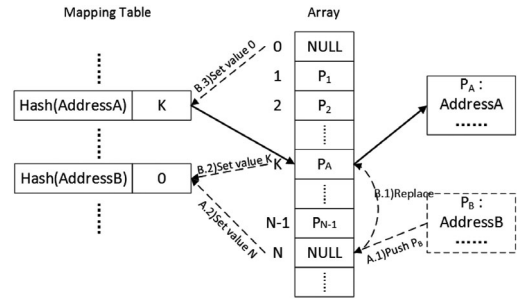 Mapping Table
Array
0 NULL
B.3)Set value 0
1 P1
Hash(AddressA) K
2 P2
PA :
AddressA
......
B.2)Set value K
K PA
Hash(AddressB) 0
A.2)Set value N
B.1)Replace
N-1 PN-1
PB :
AddressB
......
N NULL
A.1)Push PB